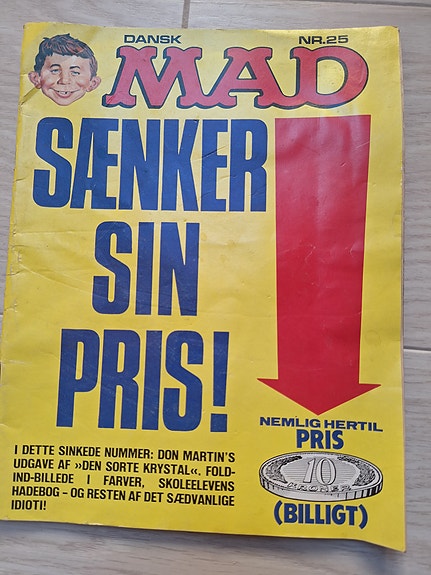 DANSK NR.25
MAD
SÆNKER
SIN
PRIS!
NEMLIG HERTIL
PRIS
10
KRONER
(BILLIGT)
I DETTE SINKEDE NUMMER: DON MARTIN'S
UDGAVE AF »DEN SORTE KRYSTAL«. FOLD-
IND-BILLEDE I FARVER, SKOLEELEVENS
HADEBOG – OG RESTEN AF DET SÆDVANLIGE
IDIOTI!